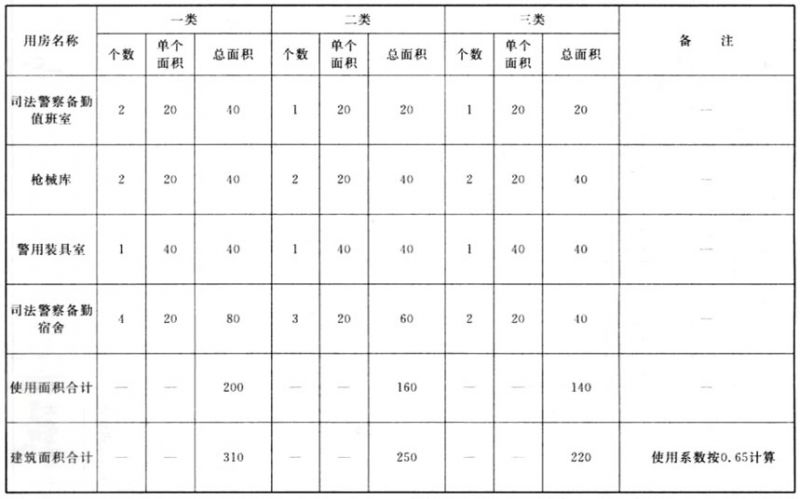 用房名称 一类 二类 三类 备 注
个数 单个面积 总面积 个数 单个面积 总面积 个数 单个面积 总面积
司法警察备勤值班室 2 20 40 1 20 20 1 20 20 —
枪械库 2 20 40 2 20 40 2 20 40 —
警用装具室 1 40 40 1 40 40 1 40 40 —
司法警察备勤宿舍 4 20 80 3 20 60 2 20 40 —
使用面积合计 — — 200 — — 160 — — 140 —
建筑面积合计 — — 310 — — 250 — — 220 使用系数按0.65计算